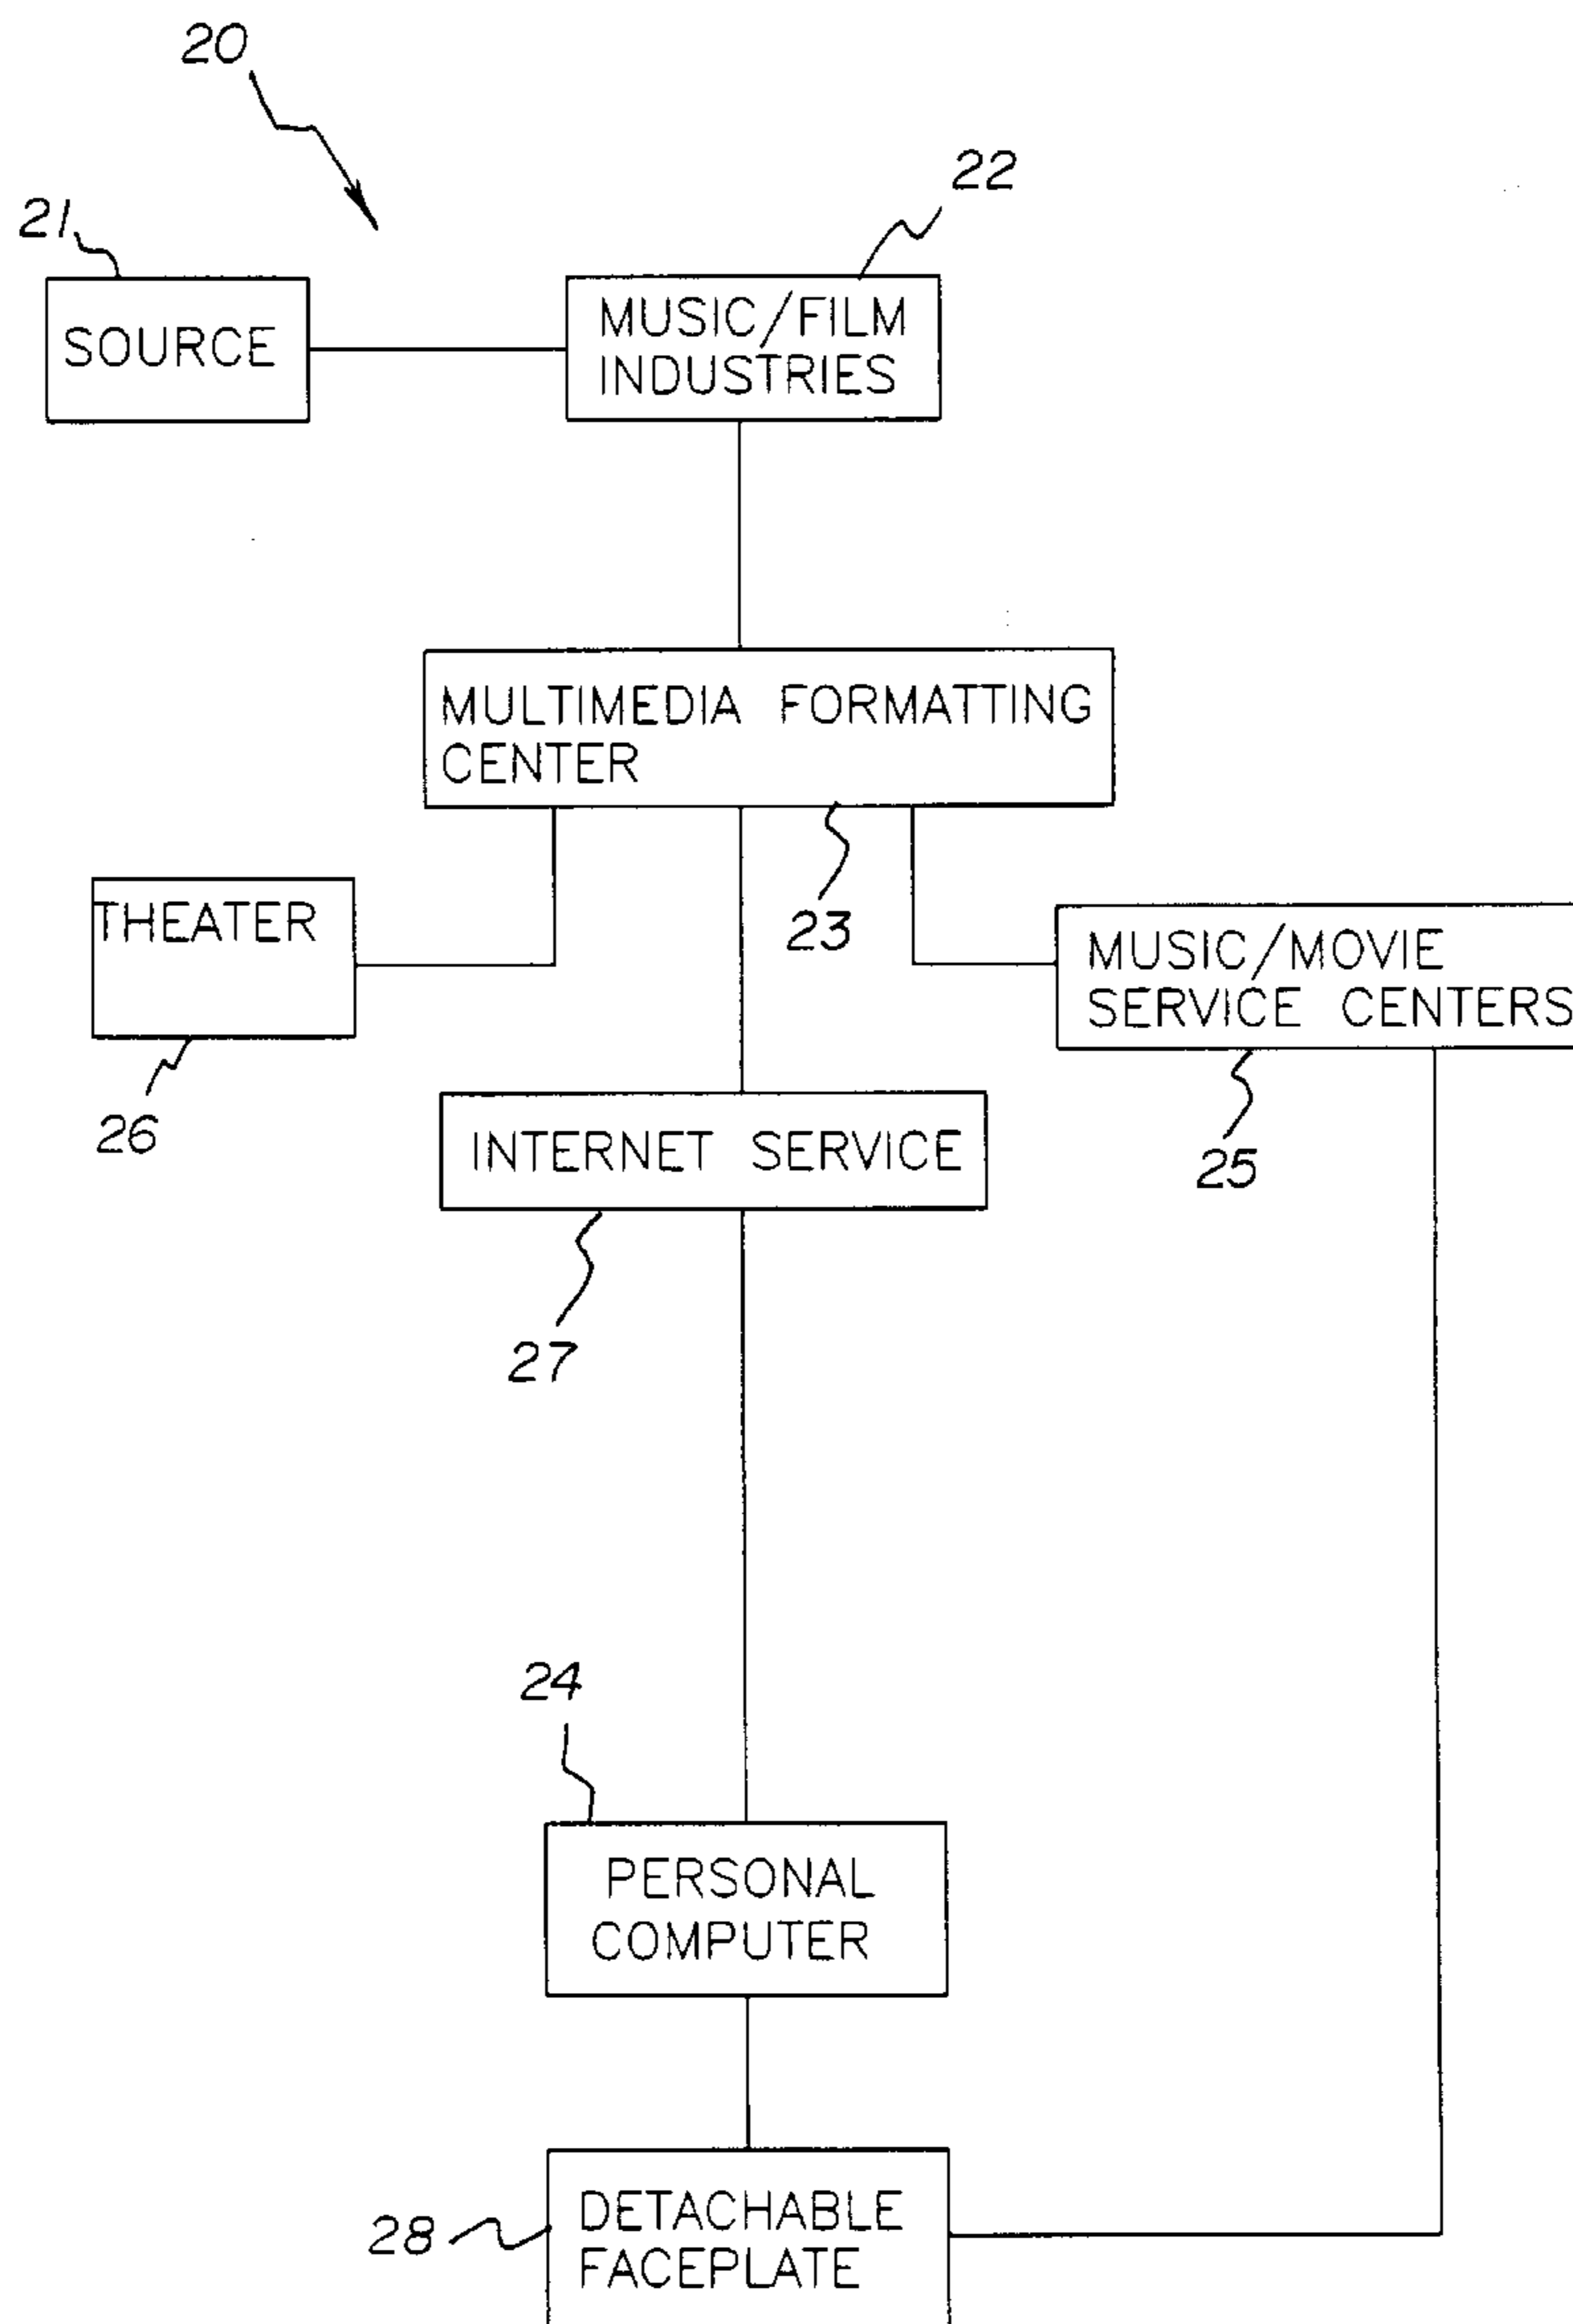 20
22
21
SOURCE
MUSIC/FILM
INDUSTRIES
MULTIMEDIA FORMATTING
CENTER
23
THEATER
MUSIC/MOVIE
SERVICE CENTERS
26
25
INTERNET SERVICE
27
24
PERSONAL
COMPUTER
28
DETACHABLE
FACEPLATE